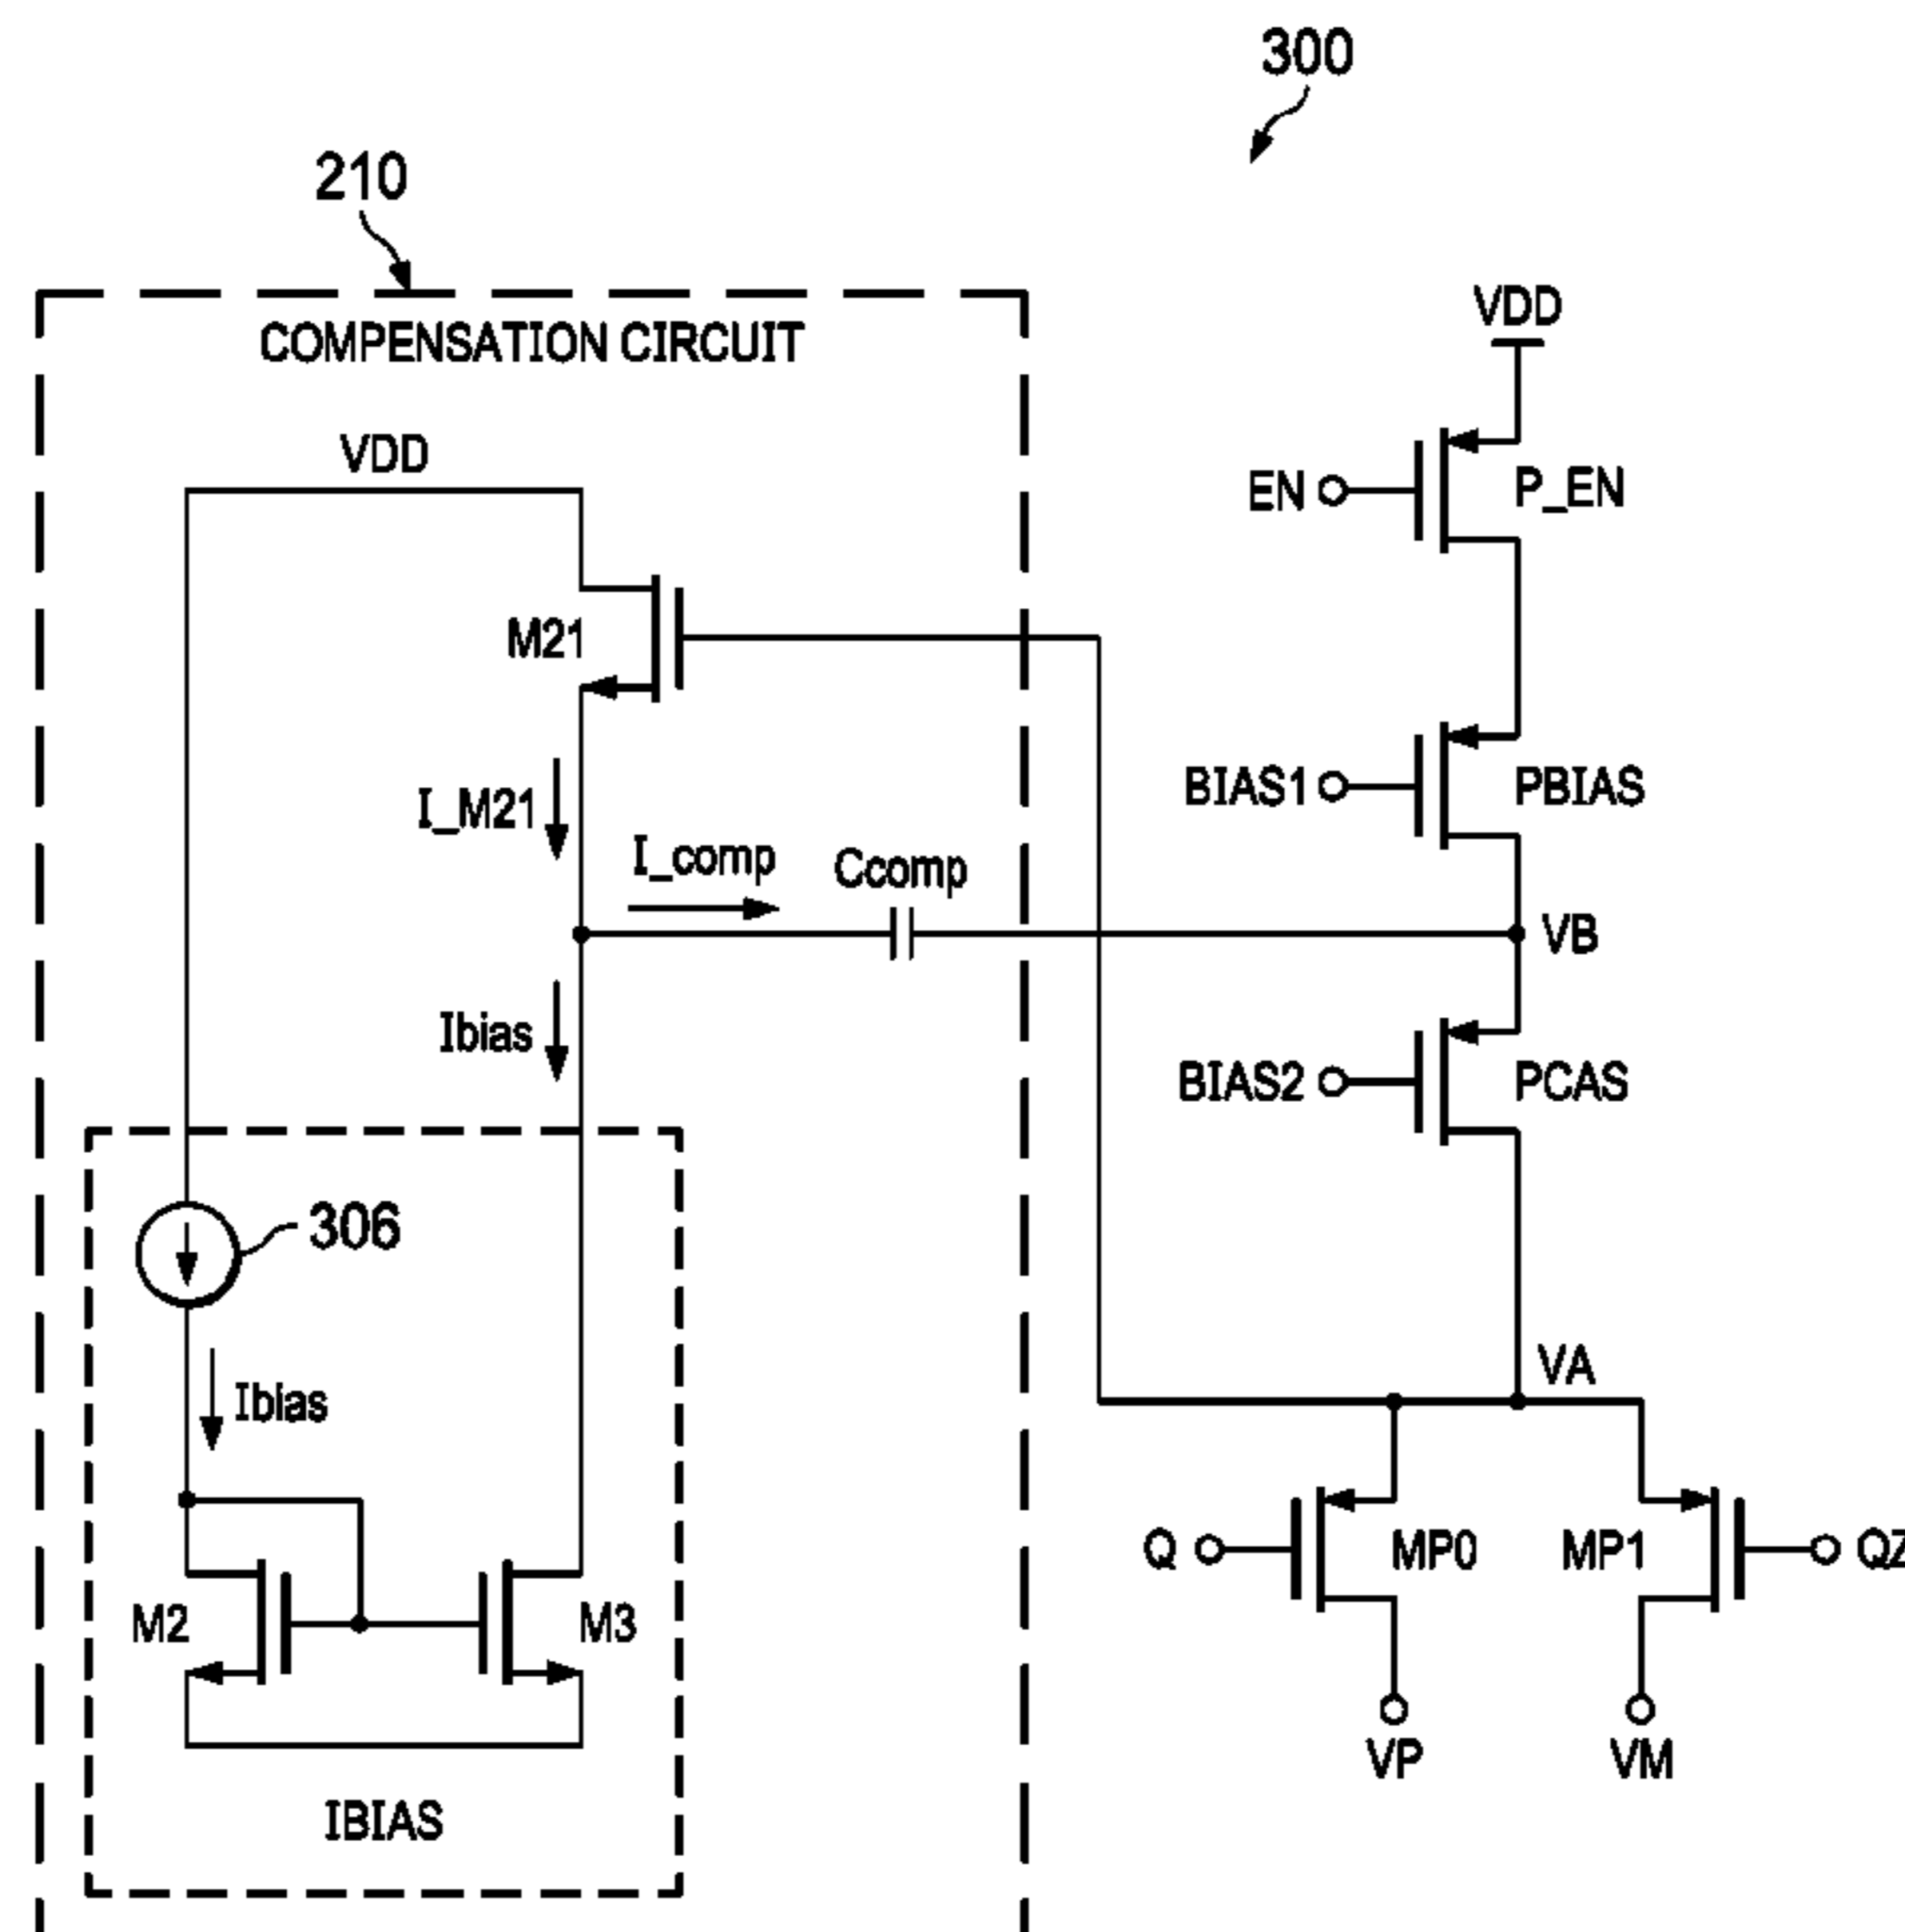 300
210
COMPENSATION CIRCUIT
VDD
VDD
EN
P_EN
M21
BIAS1
PBIAS
I_M21
I_comp
Ccomp
VB
Ibias
BIAS2
PCAS
306
VA
Ibias
Q
MP0
MP1
QZ
M2
M3
VP
VM
IBIAS